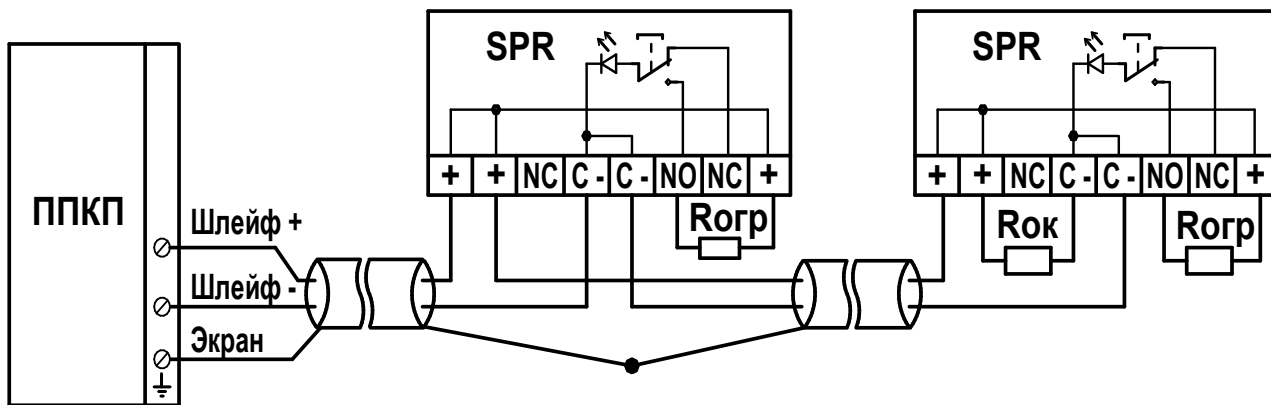 SPR
SPR
+ + NC C - C - NO NC +
+ + NC C - C - NO NC +
ППКП
Шлейф +
Шлейф -
Экран
Rогр
Rок
Rогр